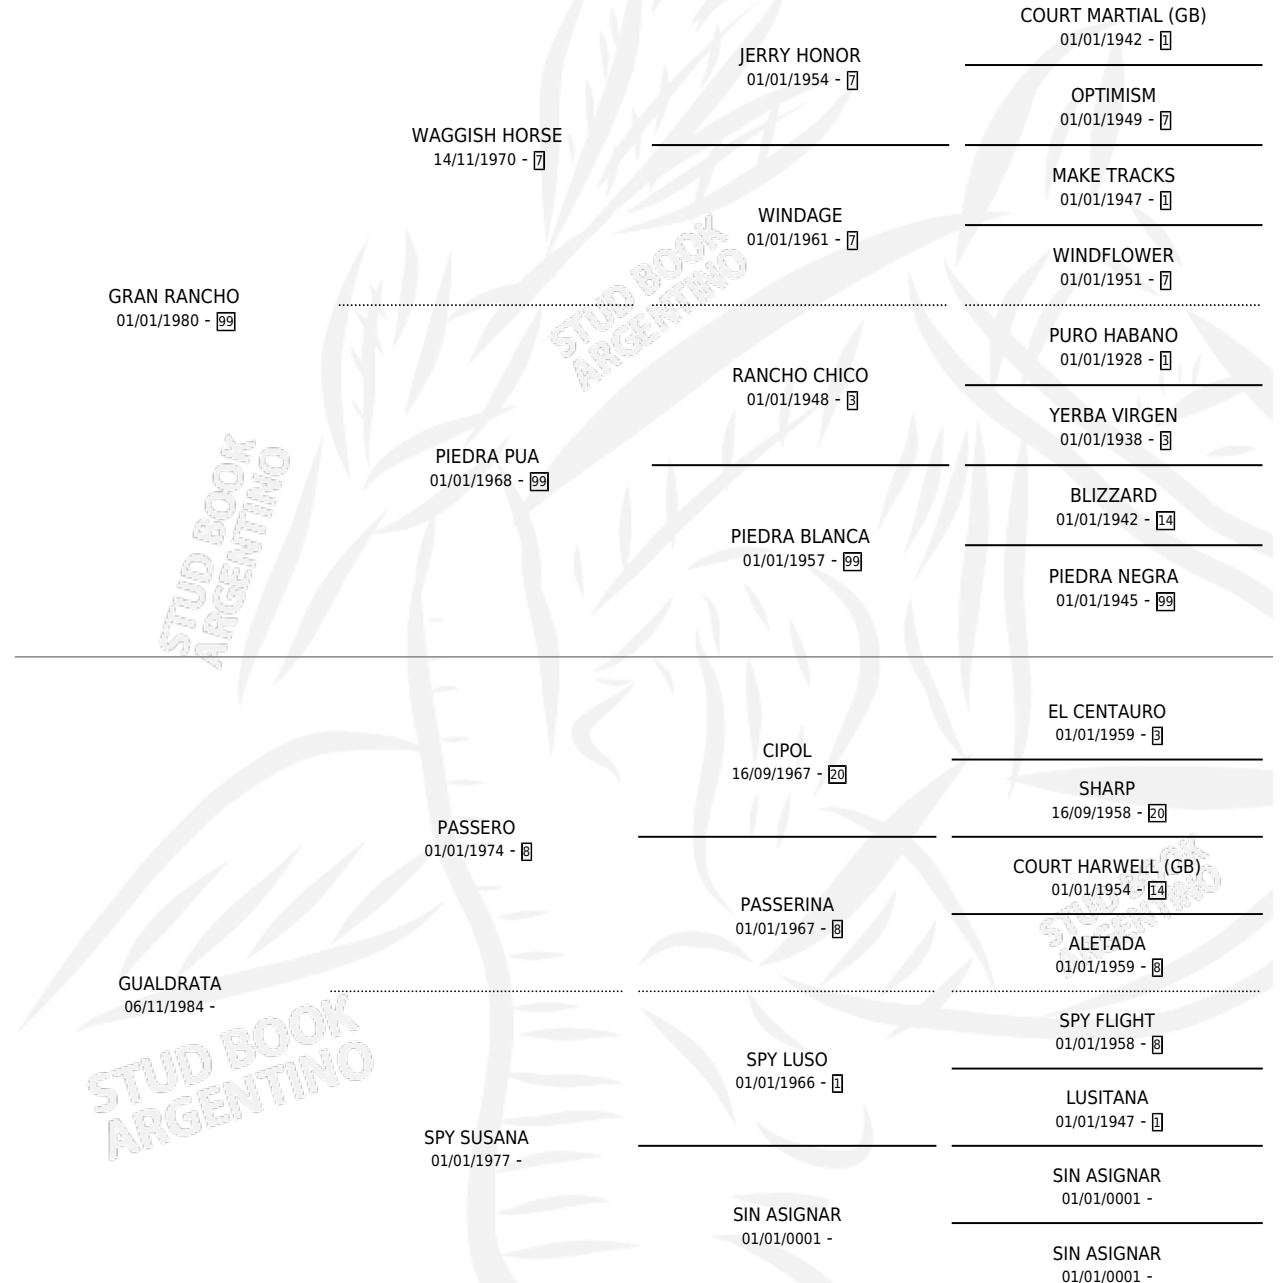 COURT MARTIAL (GB)
01/01/1942 - 1
JERRY HONOR
01/01/1954 - 7
OPTIMISM
01/01/1949 - 7
WAGGISH HORSE
14/11/1970 - 7
MAKE TRACKS
01/01/1947 - 1
WINDAGE
01/01/1961 - 7
WINDFLOWER
01/01/1951 - 7
GRAN RANCHO
01/01/1980 - 99
PURO HABANO
01/01/1928 - 1
RANCHO CHICO
01/01/1948 - 3
YERBA VIRGEN
01/01/1938 - 3
PIEDRA PUA
01/01/1968 - 99
BLIZZARD
01/01/1942 - 14
PIEDRA BLANCA
01/01/1957 - 99
PIEDRA NEGRA
01/01/1945 - 99
EL CENTAURO
01/01/1959 - 3
CIPOL
16/09/1967 - 20
SHARP
16/09/1958 - 20
PASSERO
01/01/1974 - 8
COURT HARWELL (GB)
01/01/1954 - 14
PASSERINA
01/01/1967 - 8
ALETADA
01/01/1959 - 8
GUALDRATA
06/11/1984 -
SPY FLIGHT
01/01/1958 - 8
SPY LUSO
01/01/1966 - 1
LUSITANA
01/01/1947 - 1
SPY SUSANA
01/01/1977 -
SIN ASIGNAR
01/01/0001 -
SIN ASIGNAR
01/01/0001 -
SIN ASIGNAR
01/01/0001 -
STUD BOOK
ARGENTINO
STUD BOOK
ARGENTINO
STUD BOOK
ARGENTINO
STUD BOOK
ARGENTINO